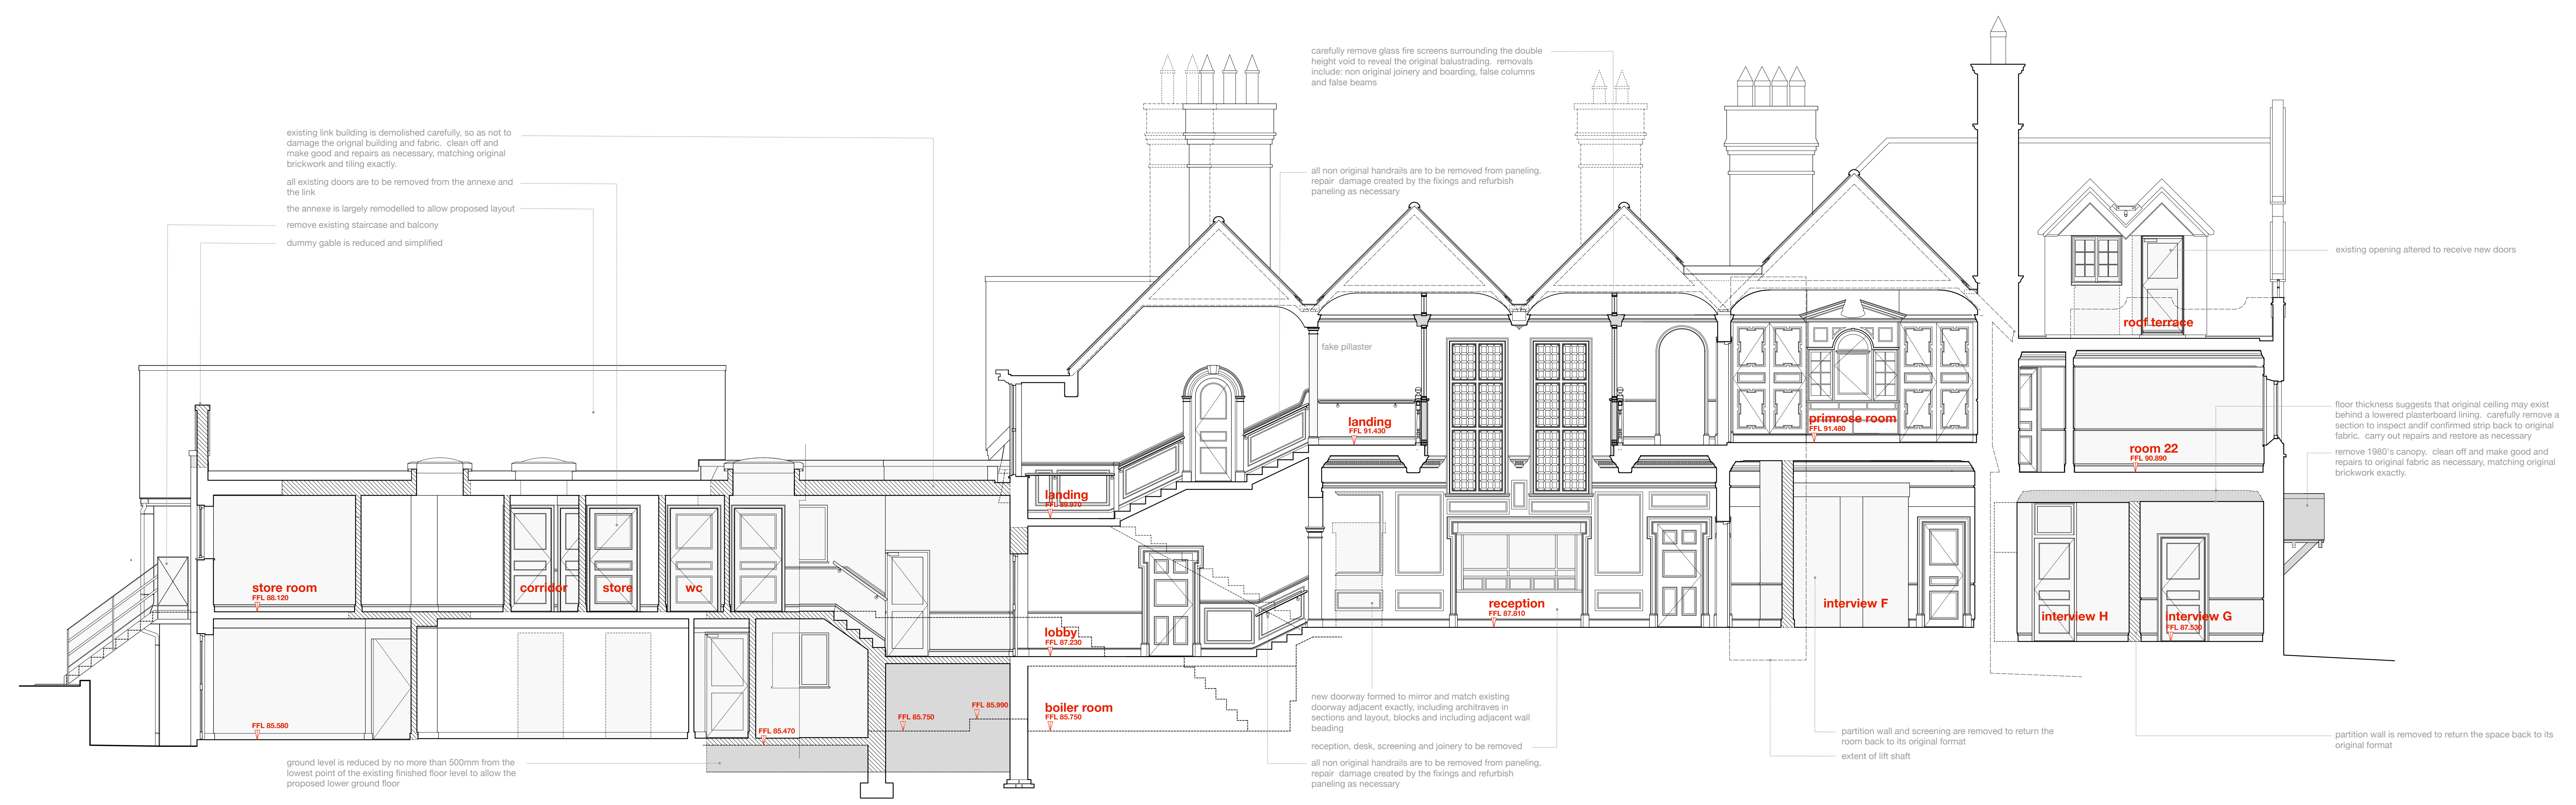 carefully remove glass fire screens surrounding the double
height void to reveal the original balustrading. removals
include: non original joinery and boarding, false columns
and false beams
existing link building is demolished carefully, so as not to
damage the orignal building and fabric. clean off and
make good and repairs as necessary, matching original
brickwork and tiling exactly.
all existing doors are to be removed from the annexe and
the link
the annexe is largely remodelled to allow proposed layout
remove existing staircase and balcony
dummy gable is reduced and simplified
all non original handrails are to be removed from paneling.
repair damage created by the fixings and refurbish
paneling as necessary
existing opening altered to receive new doors
roof terrace
fake pillaster
landing
FFL 91.430
primrose room
FFL 91.480
floor thickness suggests that original ceiling may exist
behind a lowered plasterboard lining. carefully remove a
section to inspect andif confirmed strip back to original
fabric. carry out repairs and restore as necessary
room 22
FFL 90.890
remove 1980's canopy. clean off and make good and
repairs to original fabric as necessary, matching original
brickwork exactly.
landing
FFL 89.970
store room
FFL 88.120
corridor
store
wc
reception
FFL 87.810
interview F
interview H
interview G
FFL 87.530
lobby
FFL 87.230
boiler room
FFL 85.750
FFL 85.990
FFL 85.750
FFL 85.580
FFL 85.470
new doorway formed to mirror and match existing
doorway adjacent exactly, including architraves in
sections and layout, blocks and including adjacent wall
beading
reception, desk, screening and joinery to be removed
all non original handrails are to be removed from paneling.
repair damage created by the fixings and refurbish
paneling as necessary
partition wall and screening are removed to return the
room back to its original format
extent of lift shaft
partition wall is removed to return the space back to its
original format
ground level is reduced by no more than 500mm from the
lowest point of the existing finished floor level to allow the
proposed lower ground floor